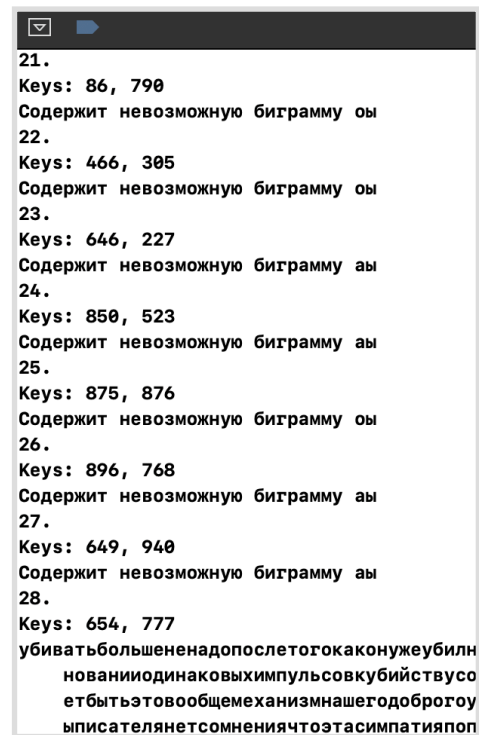 21.
Keys: 86, 790
Содержит невозможную биграмму оы
22.
Keys: 466, 305
Содержит невозможную биграмму оы
23.
Keys: 646, 227
Содержит невозможную биграмму аы
24.
Keys: 850, 523
Содержит невозможную биграмму аы
25.
Keys: 875, 876
Содержит невозможную биграмму оы
26.
Keys: 896, 768
Содержит невозможную биграмму аы
27.
Keys: 649, 940
Содержит невозможную биграмму аы
28.
Keys: 654, 777
убиватьбольшененадопослетогокаконужеубилн
нованииодинаковыхимпульсовкубийствусо
етбытьэтовообщемеханизмнашегодоброгоу
ыписателянетсомнениячтоэтасимпатияпоп